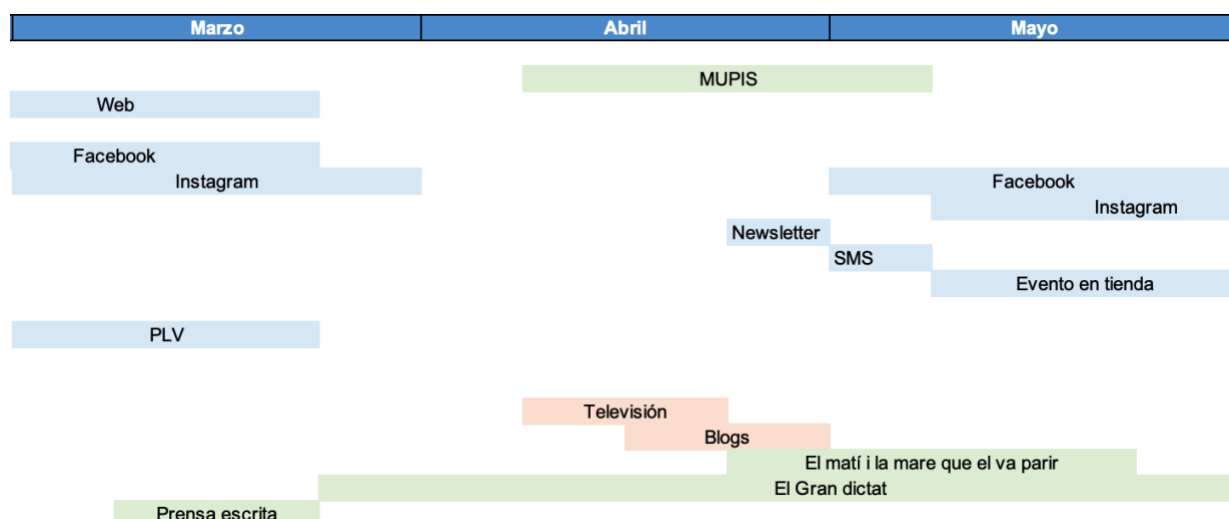 Marzo Abril Mayo
MUPIS
Web
Facebook
Instagram Facebook
Instagram
Newsletter
SMS
Evento en tienda
PLV
Televisión
Blogs
El matí i la mare que el va parir
El Gran dictat
Prensa escrita